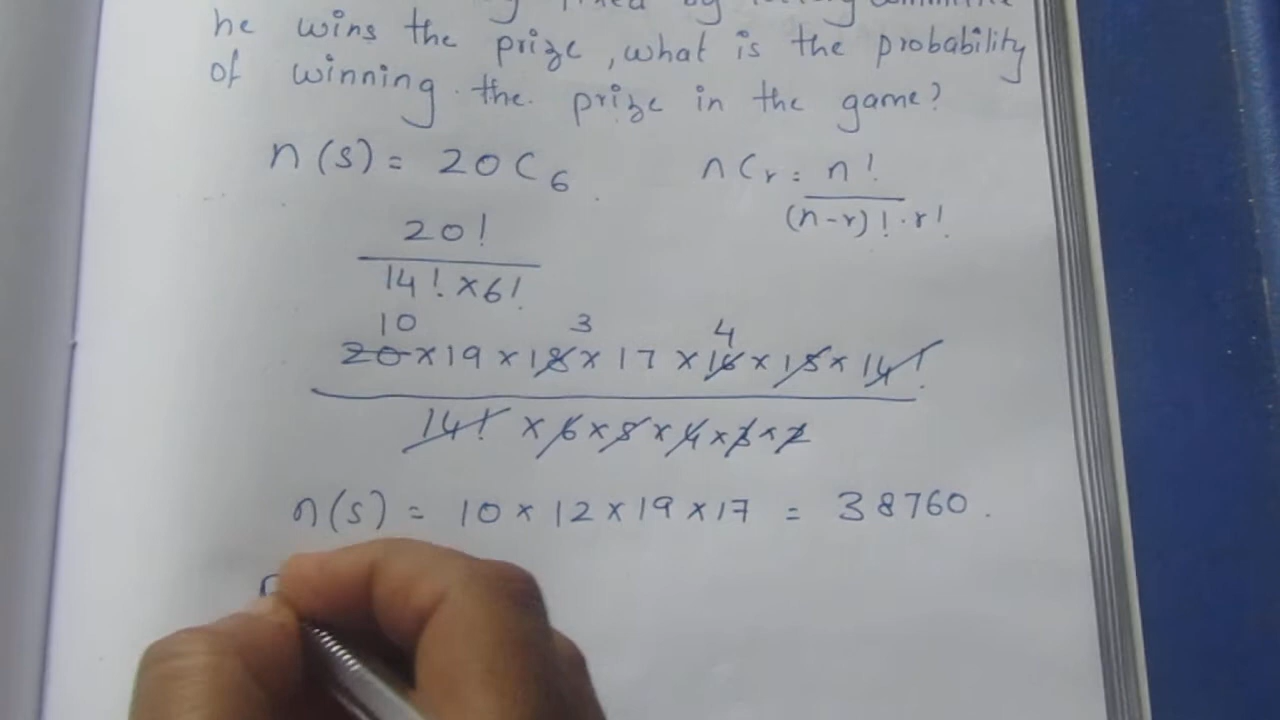 by
he wins the prize, what is the probability
of winning the prize in the game?
n(s) = 20C6 nCr = n! / (n-r)!·r!
20!
14! × 6!
10 3 4
20 × 19 × 18 × 17 × 16 × 15 × 14!
14! × 6 × 5 × 4 × 3 × 2
n(s) = 10 × 12 × 19 × 17 = 38760.